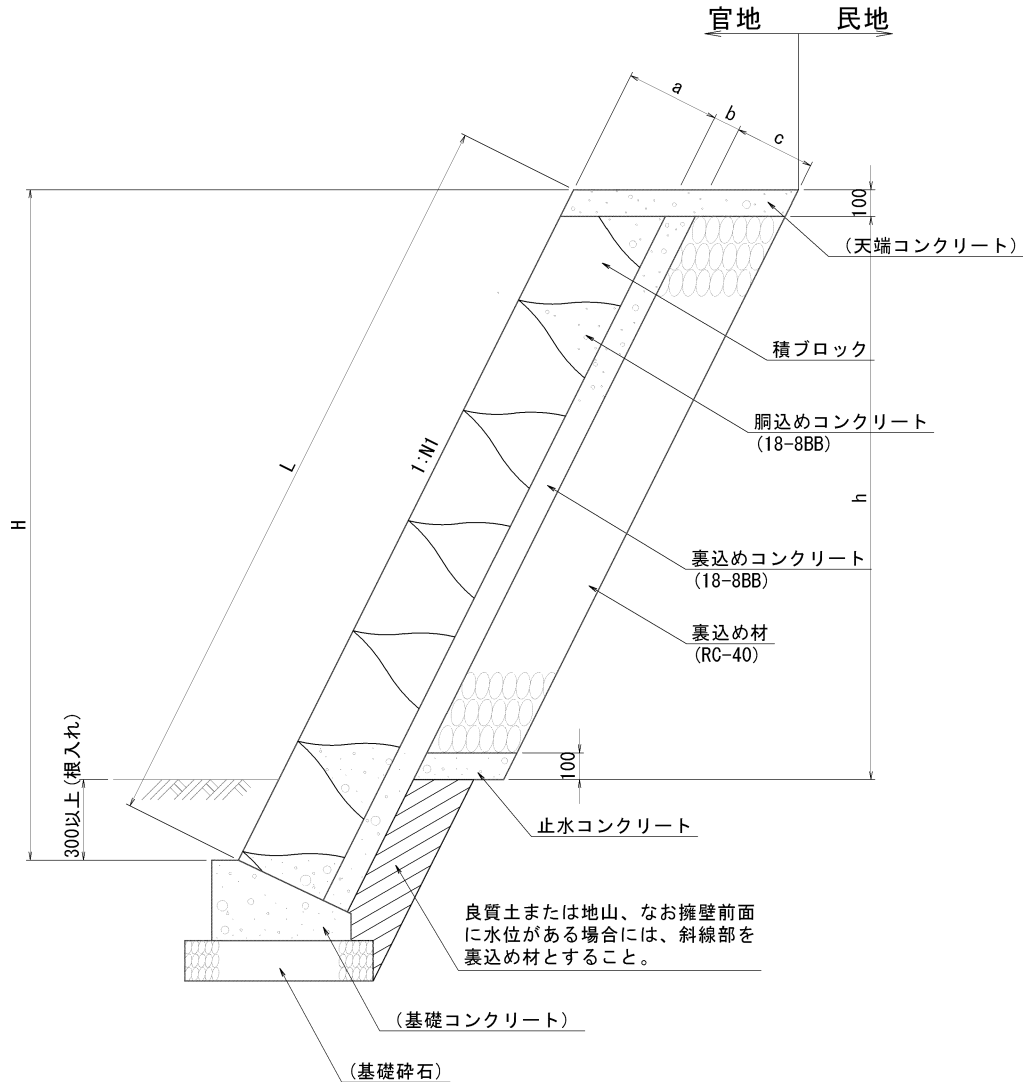 官地 民地
a
b
c
100
(天端コンクリート)
積ブロック
胴込めコンクリート
(18-8BB)
L
1:N1
H
h
裏込めコンクリート
(18-8BB)
裏込め材
(RC-40)
300以上(根入れ)
100
止水コンクリート
良質土または地山、なお擁壁前面
に水位がある場合には、斜線部を
裏込め材とすること。
(基礎コンクリート)
(基礎砕石)